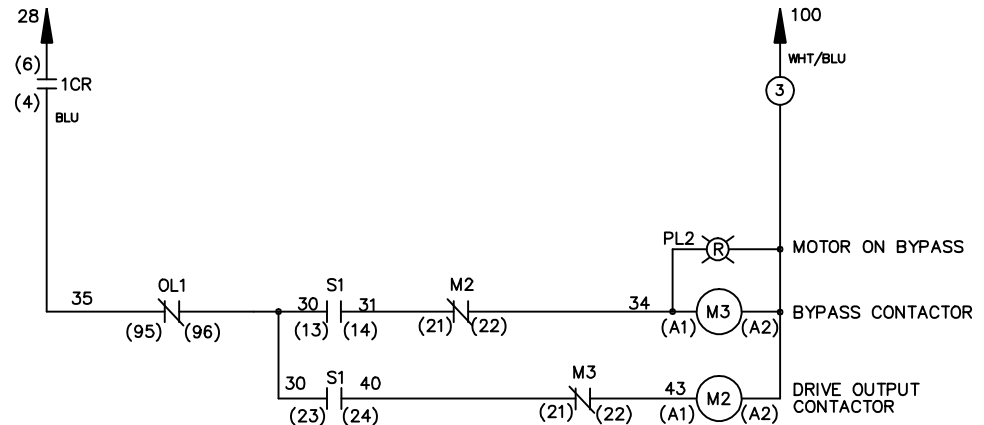 28
100
(6)
WHT/BLU
1CR
3
(4)
BLU
PL2
R
MOTOR ON BYPASS
35
OL1
30
S1
31
M2
34
M3
BYPASS CONTACTOR
(95)
(96)
(13)
(14)
(21)
(22)
(A1)
(A2)
30
S1
40
M3
43
M2
DRIVE OUTPUT
CONTACTOR
(23)
(24)
(21)
(22)
(A1)
(A2)